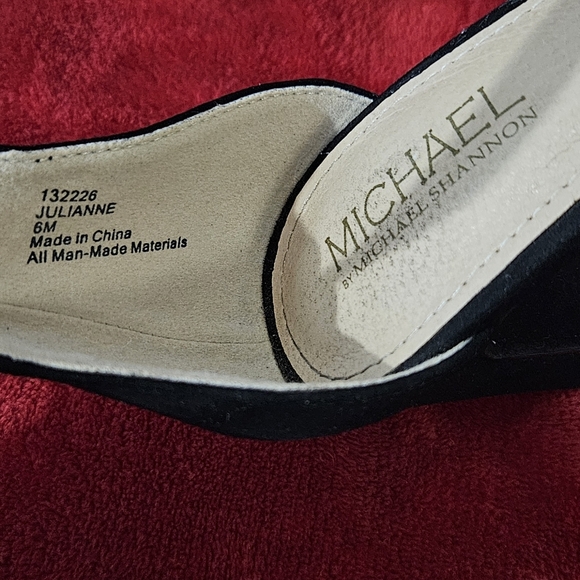 132226
JULIANNE
6M
Made in China
All Man-Made Materials
MICHAEL
BY MICHAEL SHANNON